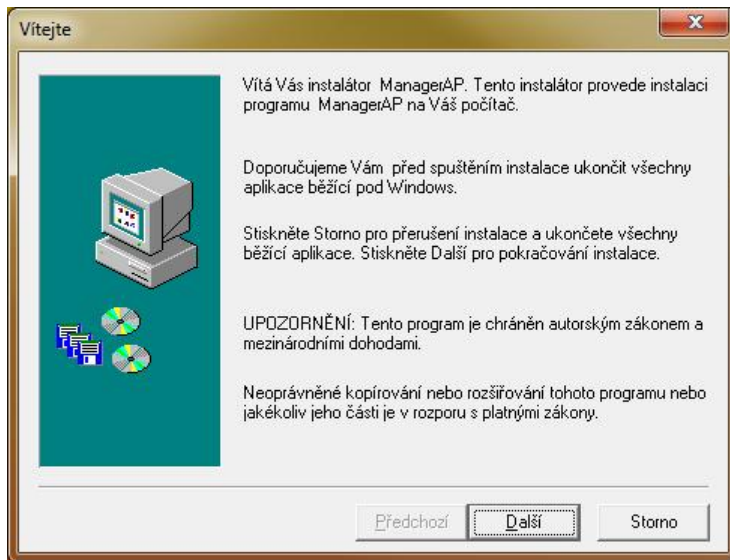 Vítejte
Vítá Vás instalátor ManagerAP. Tento instalátor provede instalaci
programu ManagerAP na Váš počítač.
Doporučujeme Vám před spuštěním instalace ukončit všechny
aplikace běžící pod Windows.
Stiskněte Storno pro přerušení instalace a ukončete všechny
běžící aplikace. Stiskněte Další pro pokračování instalace.
UPOZORNĚNÍ: Tento program je chráněn autorským zákonem a
mezinárodními dohodami.
Neoprávněné kopírování nebo rozšiřování tohoto programu nebo
jakékoliv jeho části je v rozporu s platnými zákony.
Předchozí Další Storno